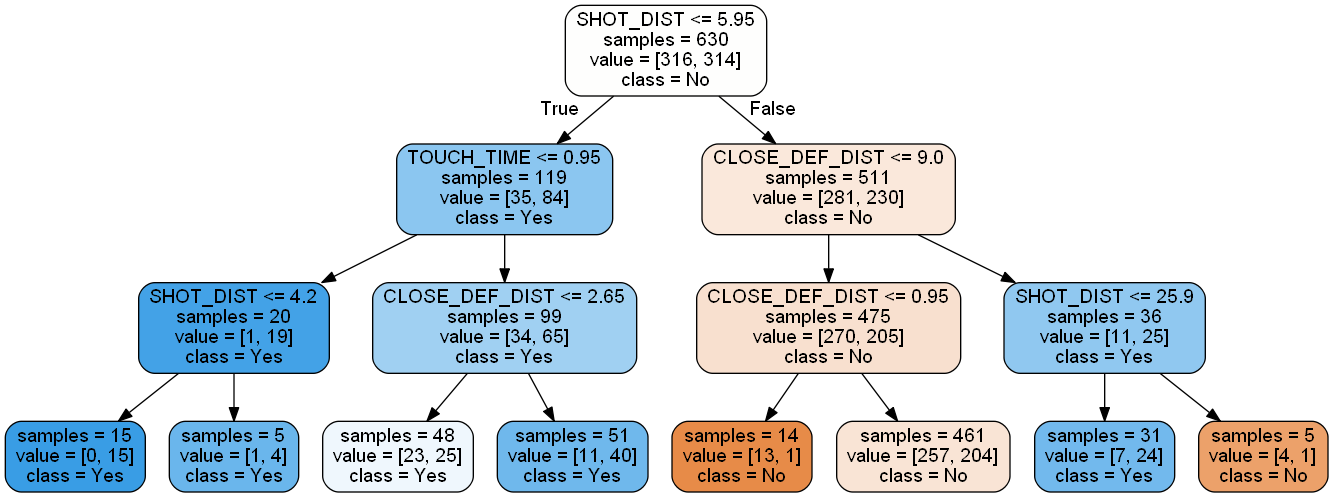 SHOT_DIST <= 5.95
samples = 630
value = [316, 314]
class = No
True
False
TOUCH_TIME <= 0.95
samples = 119
value = [35, 84]
class = Yes
CLOSE_DEF_DIST <= 9.0
samples = 511
value = [281, 230]
class = No
SHOT_DIST <= 4.2
samples = 20
value = [1, 19]
class = Yes
CLOSE_DEF_DIST <= 2.65
samples = 99
value = [34, 65]
class = Yes
CLOSE_DEF_DIST <= 0.95
samples = 475
value = [270, 205]
class = No
SHOT_DIST <= 25.9
samples = 36
value = [11, 25]
class = Yes
samples = 15
value = [0, 15]
class = Yes
samples = 5
value = [1, 4]
class = Yes
samples = 48
value = [23, 25]
class = Yes
samples = 51
value = [11, 40]
class = Yes
samples = 14
value = [13, 1]
class = No
samples = 461
value = [257, 204]
class = No
samples = 31
value = [7, 24]
class = Yes
samples = 5
value = [4, 1]
class = No